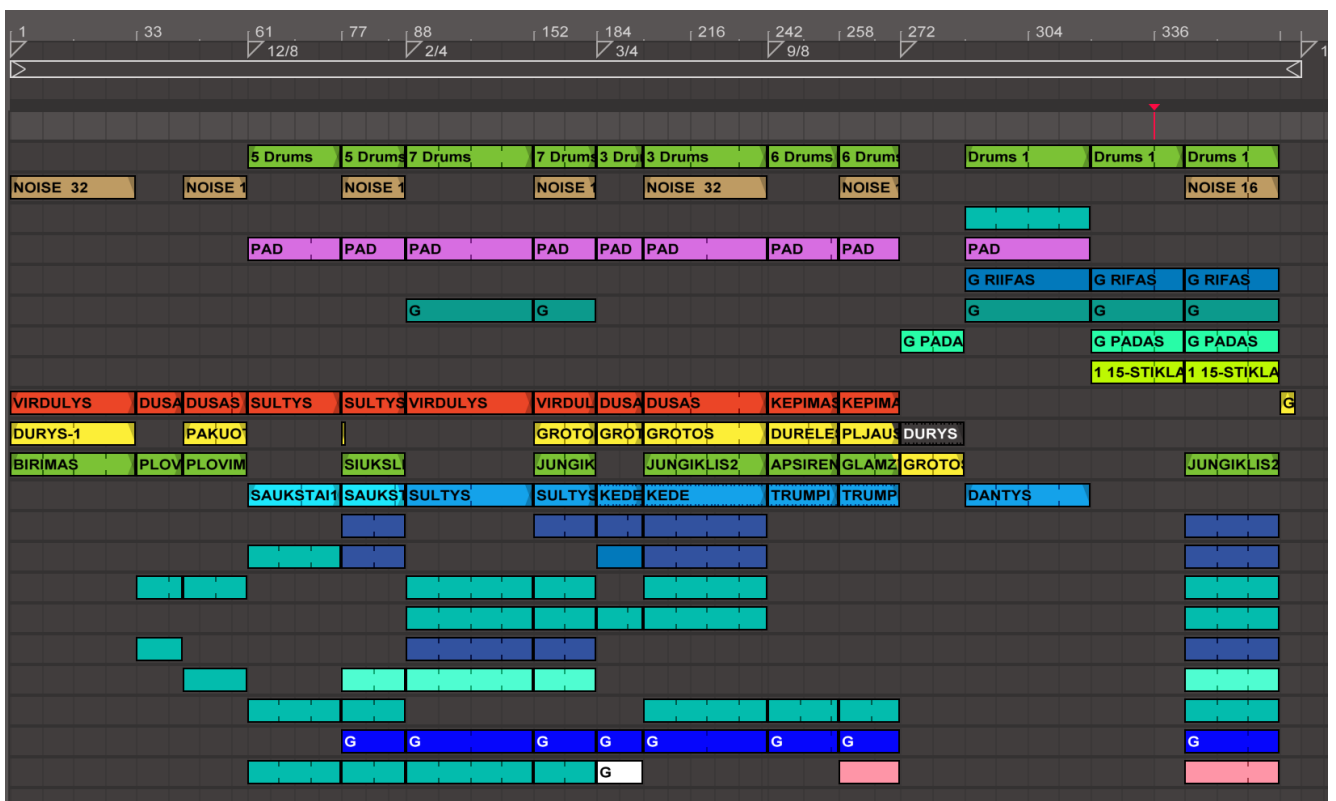 1 33 61 77 88 152 184 216 242 258 272 304 336
12/8 2/4 3/4 9/8 1
5 Drums 5 Drums 7 Drums 7 Drums 3 Dru 3 Drums 6 Drums 6 Drums Drums 1 Drums 1 Drums 1
NOISE 32 NOISE 1 NOISE 1 NOISE 1 NOISE 32 NOISE NOISE 16
PAD PAD PAD PAD PAD PAD PAD PAD PAD
G RIIFAS G RIFAS G RIFAS
G G G G G
G PADA G PADAS G PADAS
1 15-STIKLA 1 15-STIKLA
VIRDULYS DUSA DUSAS SULTYS SULTYS VIRDULYS VIRDUL DUSA DUSAS KEPIMAS KEPIMA G
DURYS-1 PAKUO GROTO GROT GROTOS DURELE PLJAUS DURYS
BIRIMAS PLOV PLOVIM SIUKSL JUNGIK JUNGIKLIS2 APSIREN GLAMZ GROTO JUNGIKLIS2
SAUKSTAI1 SAUKST SULTYS SULTYS KEDE KEDE TRUMPI TRUMP DANTYS
G G G G G G G G
G